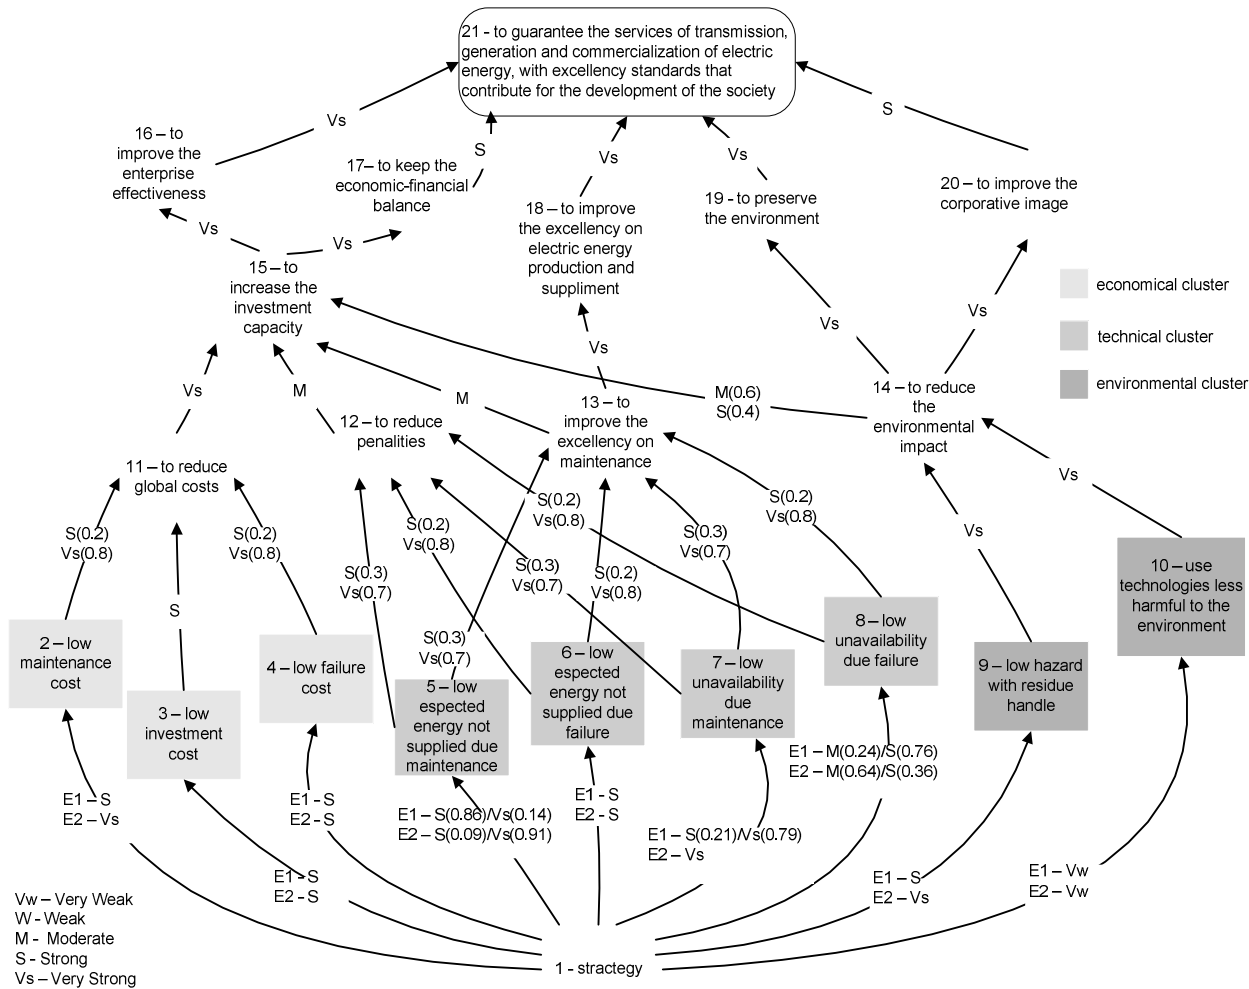 21 - to guarantee the services of transmission,
generation and commercialization of electric
energy, with excellency standards that
contribute for the development of the society
Vs
S
Vs
Vs
S
16 – to
improve the
enterprise
effectiveness
17– to keep the
economic-financial
balance
18 – to improve
the excellency on
electric energy
production and
suppliment
19 - to preserve
the environment
20 – to improve the
corporative image
Vs
Vs
15 – to
increase the
investment
capacity
economical cluster
technical cluster
environmental cluster
Vs
Vs
Vs
Vs
M
M
M(0.6)
S(0.4)
12 – to reduce
penalities
13 – to
improve the
excellency on
maintenance
14 – to reduce
the
environmental
impact
11 – to reduce
global costs
Vs
S(0.2)
Vs(0.8)
S(0.2)
Vs(0.8)
S(0.2)
Vs(0.8)
S(0.2)
Vs(0.8)
S(0.3)
Vs(0.7)
S(0.2)
Vs(0.8)
Vs
S(0.3)
Vs(0.7)
S(0.3)
Vs(0.7)
S(0.2)
Vs(0.8)
S
S(0.3)
Vs(0.7)
2 – low
maintenance
cost
3 – low
investment
cost
4 – low failure
cost
5 – low
espected
energy not
supplied due
maintenance
6 – low
espected
energy not
supplied due
failure
7 – low
unavailability
due
maintenance
8 – low
unavailability
due failure
9 – low hazard
with residue
handle
10 – use
technologies less
harmful to the
environment
E1 – S
E2 – Vs
E1 - S
E2 - S
E1 - S
E2 - S
E1 – S(0.86)/Vs(0.14)
E2 – S(0.09)/Vs(0.91)
E1 - S
E2 - S
E1 – S(0.21)/Vs(0.79)
E2 – Vs
E1 – M(0.24)/S(0.76)
E2 – M(0.64)/S(0.36)
E1 – S
E2 – Vs
E1 – Vw
E2 – Vw
1 - stractegy
Vw – Very Weak
W - Weak
M - Moderate
S - Strong
Vs – Very Strong